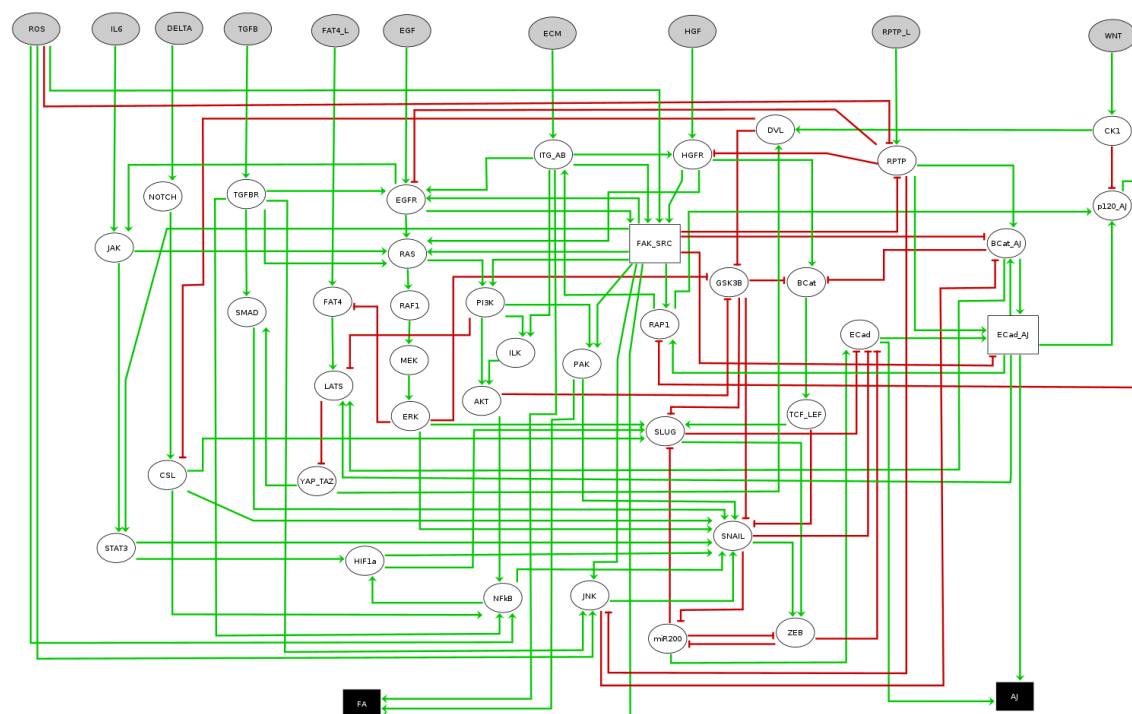 ROS
IL6
DELTA
TGFB
FAT4_L
EGF
ECM
HGF
RPTP_L
WNT
DVL
CK1
ITG_AB
HGFR
RPTP
NOTCH
TGFBR
EGFR
p120_AJ
JAK
RAS
FAK_SRC
BCat_AJ
GSK3B
BCat
SMAD
FAT4
RAF1
PI3K
RAP1
ECad
ECad_AJ
ILK
MEK
PAK
LATS
AKT
ERK
TCF_LEF
SLUG
CSL
YAP_TAZ
SNAIL
STAT3
HIF1a
NFkB
JNK
miR200
ZEB
FA
AJ